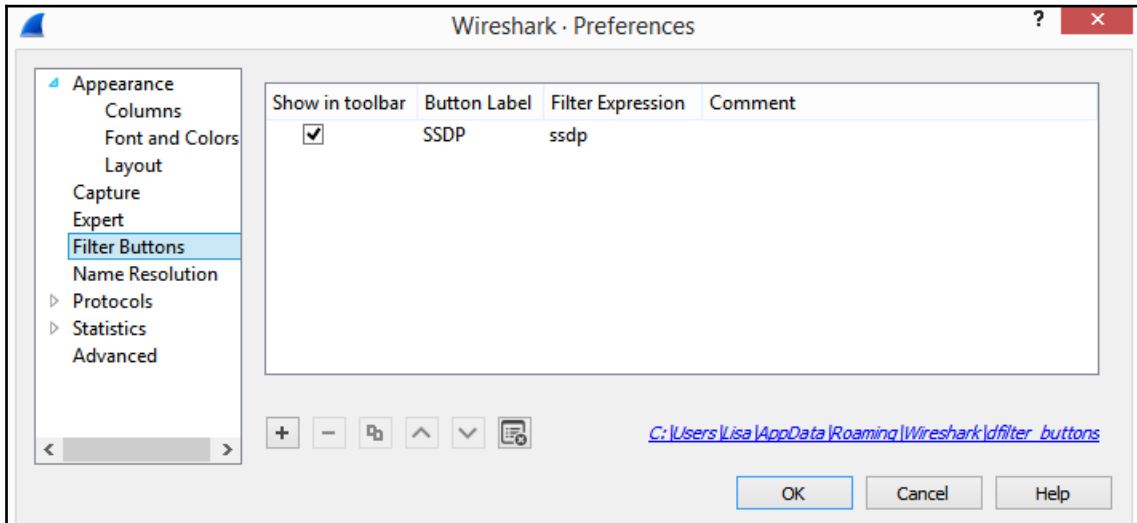 Wireshark · Preferences ? ×
Appearance
Columns
Font and Colors
Layout
Capture
Expert
Filter Buttons
Name Resolution
Protocols
Statistics
Advanced
Show in toolbar Button Label Filter Expression Comment
SSDP ssdp
C:\Users\Lisa\AppData\Roaming\Wireshark\dfilter_buttons
OK Cancel Help